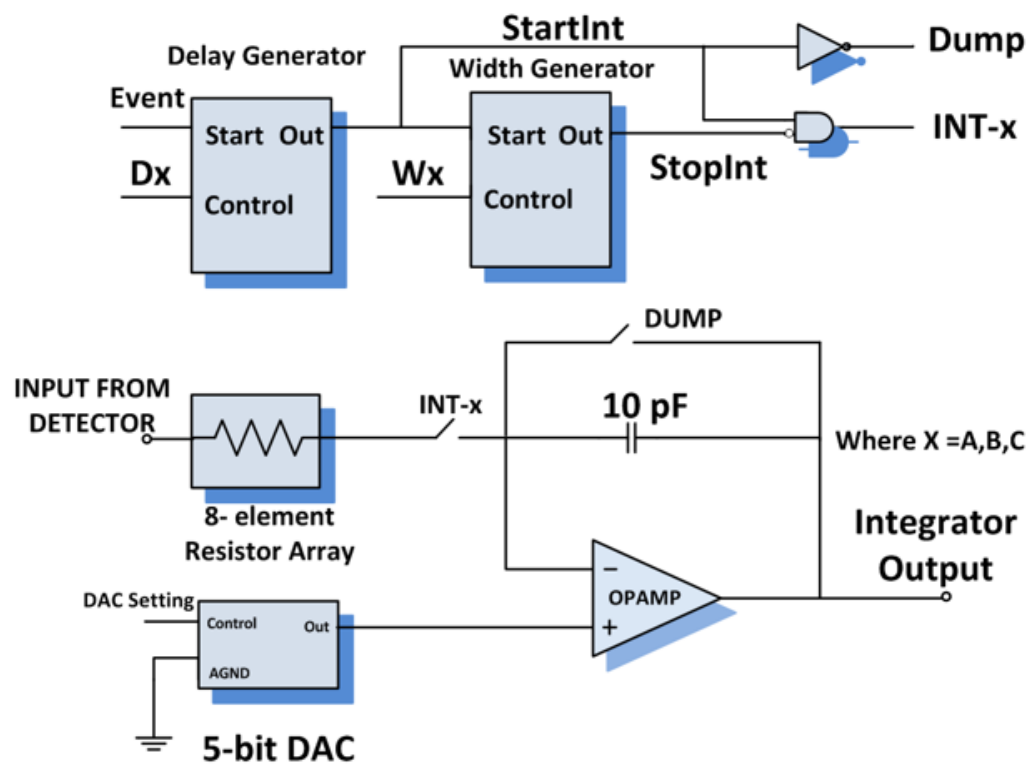 StartInt
Dump
Delay Generator
Width Generator
Event
Start Out
Start Out
INT-x
Dx
Wx
StopInt
Control
Control
DUMP
INPUT FROM
DETECTOR
INT-x
10 pF
Where X =A,B,C
8- element
Resistor Array
Integrator
Output
−
OPAMP
+
DAC Setting
Control
Out
AGND
5-bit DAC